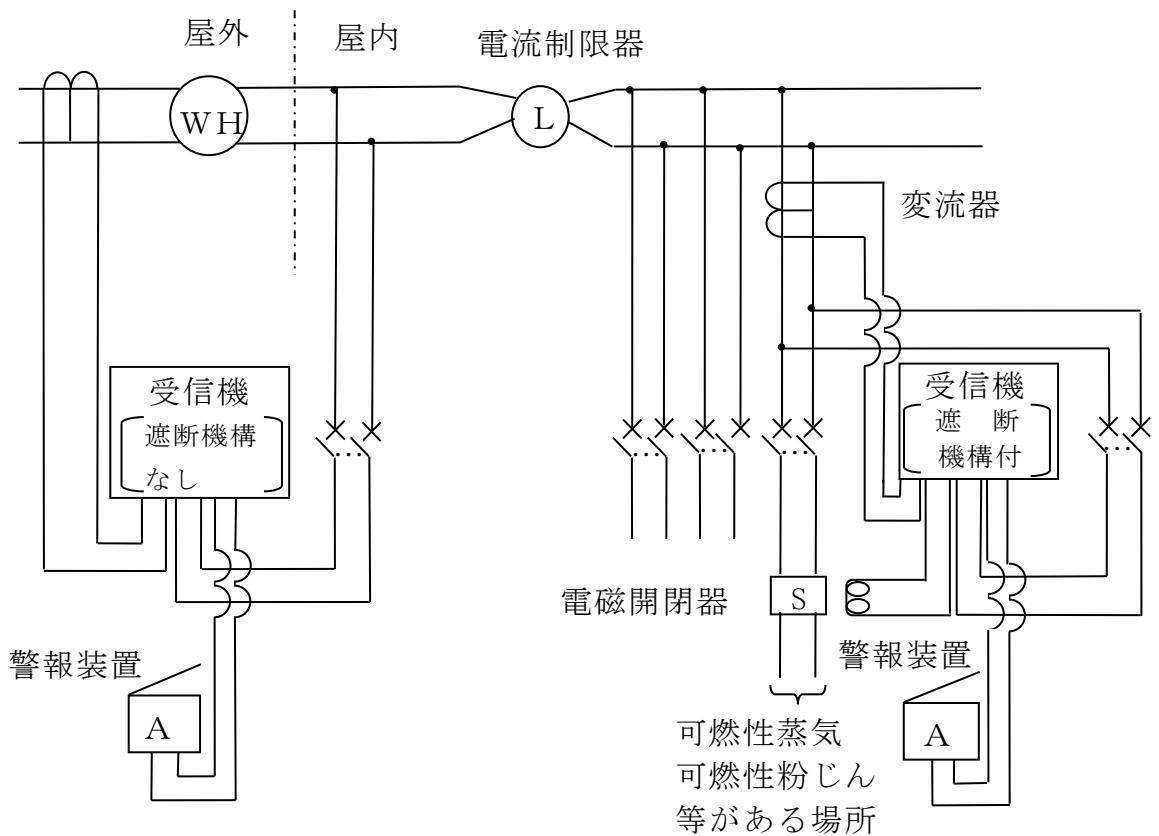 屋外
屋内
電流制限器
WH
L
変流器
受信機
遮断機構
なし
受信機
遮 断
機構付
電磁開閉器
S
警報装置
A
警報装置
A
可燃性蒸気
可燃性粉じん
等がある場所